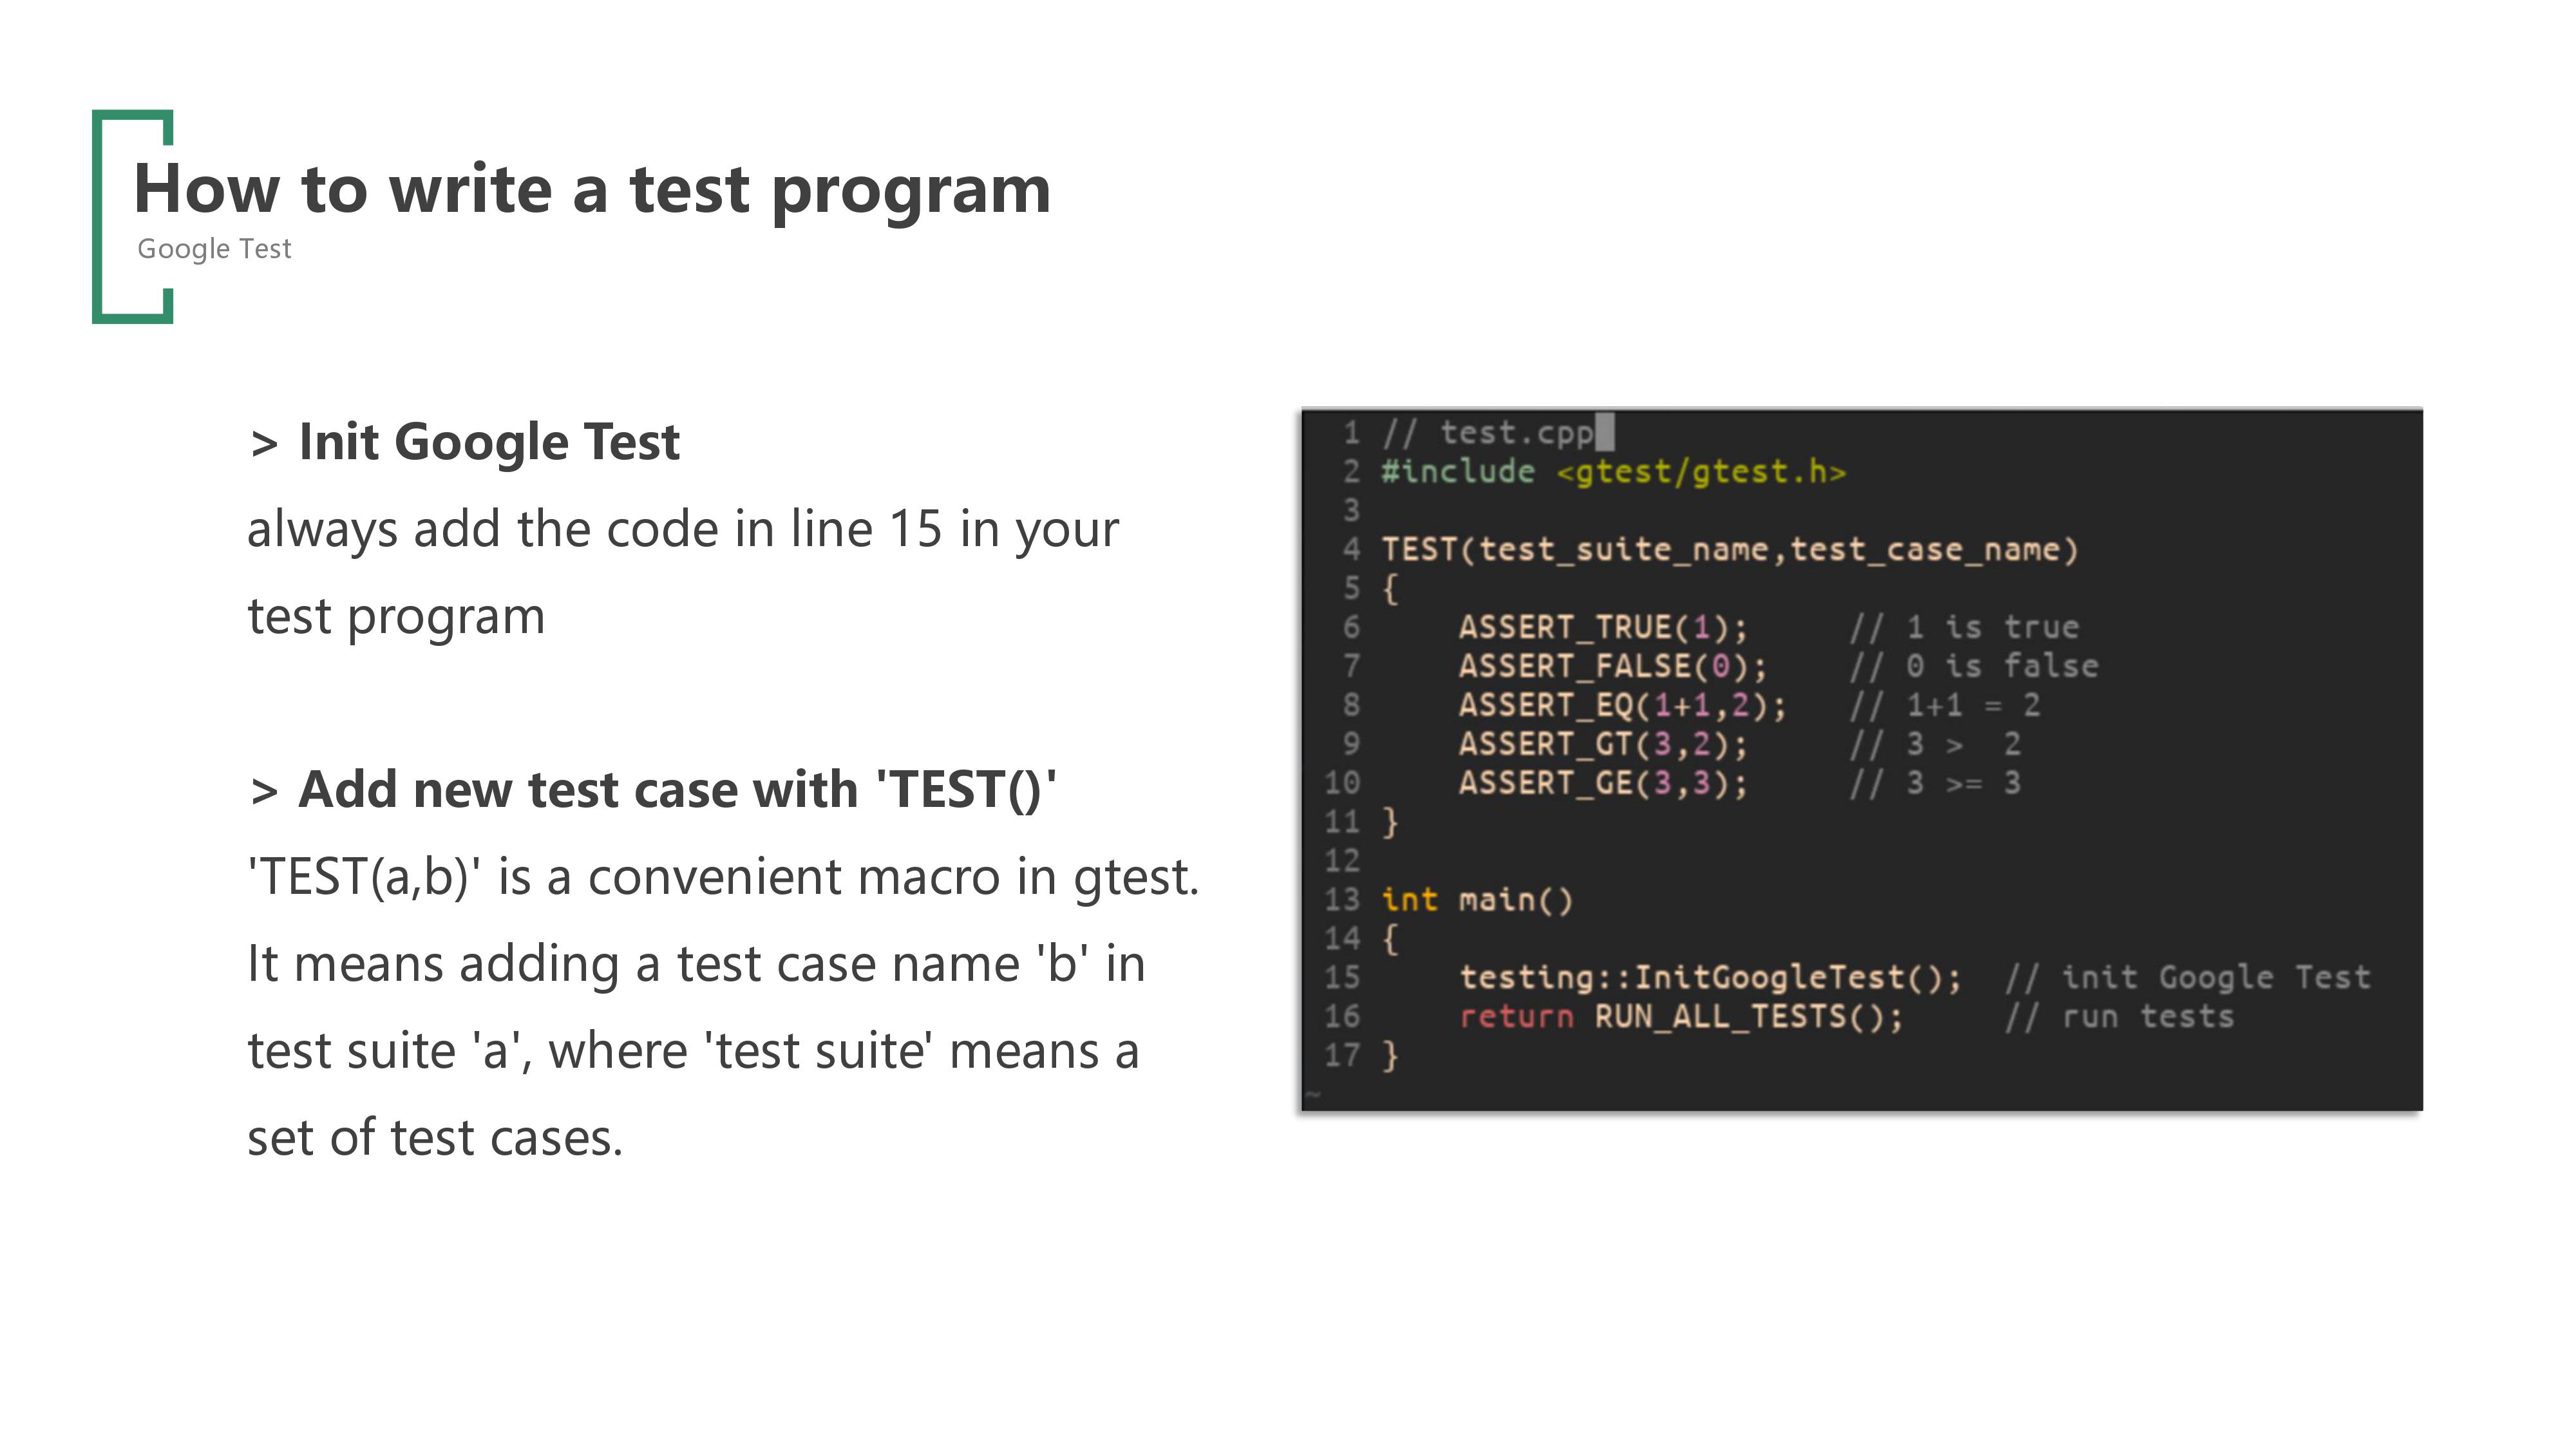 How to write a test program
Google Test
> Init Google Test
always add the code in line 15 in your
test program
> Add new test case with 'TEST()'
'TEST(a,b)' is a convenient macro in gtest.
It means adding a test case name 'b' in
test suite 'a', where 'test suite' means a
set of test cases.
1 // test.cpp
2 #include <gtest/gtest.h>
3
4 TEST(test_suite_name,test_case_name)
5 {
6     ASSERT_TRUE(1);     // 1 is true
7     ASSERT_FALSE(0);    // 0 is false
8     ASSERT_EQ(1+1,2);   // 1+1 = 2
9     ASSERT_GT(3,2);     // 3 >  2
10     ASSERT_GE(3,3);     // 3 >= 3
11 }
12
13 int main()
14 {
15     testing::InitGoogleTest();  // init Google Test
16     return RUN_ALL_TESTS();     // run tests
17 }
~